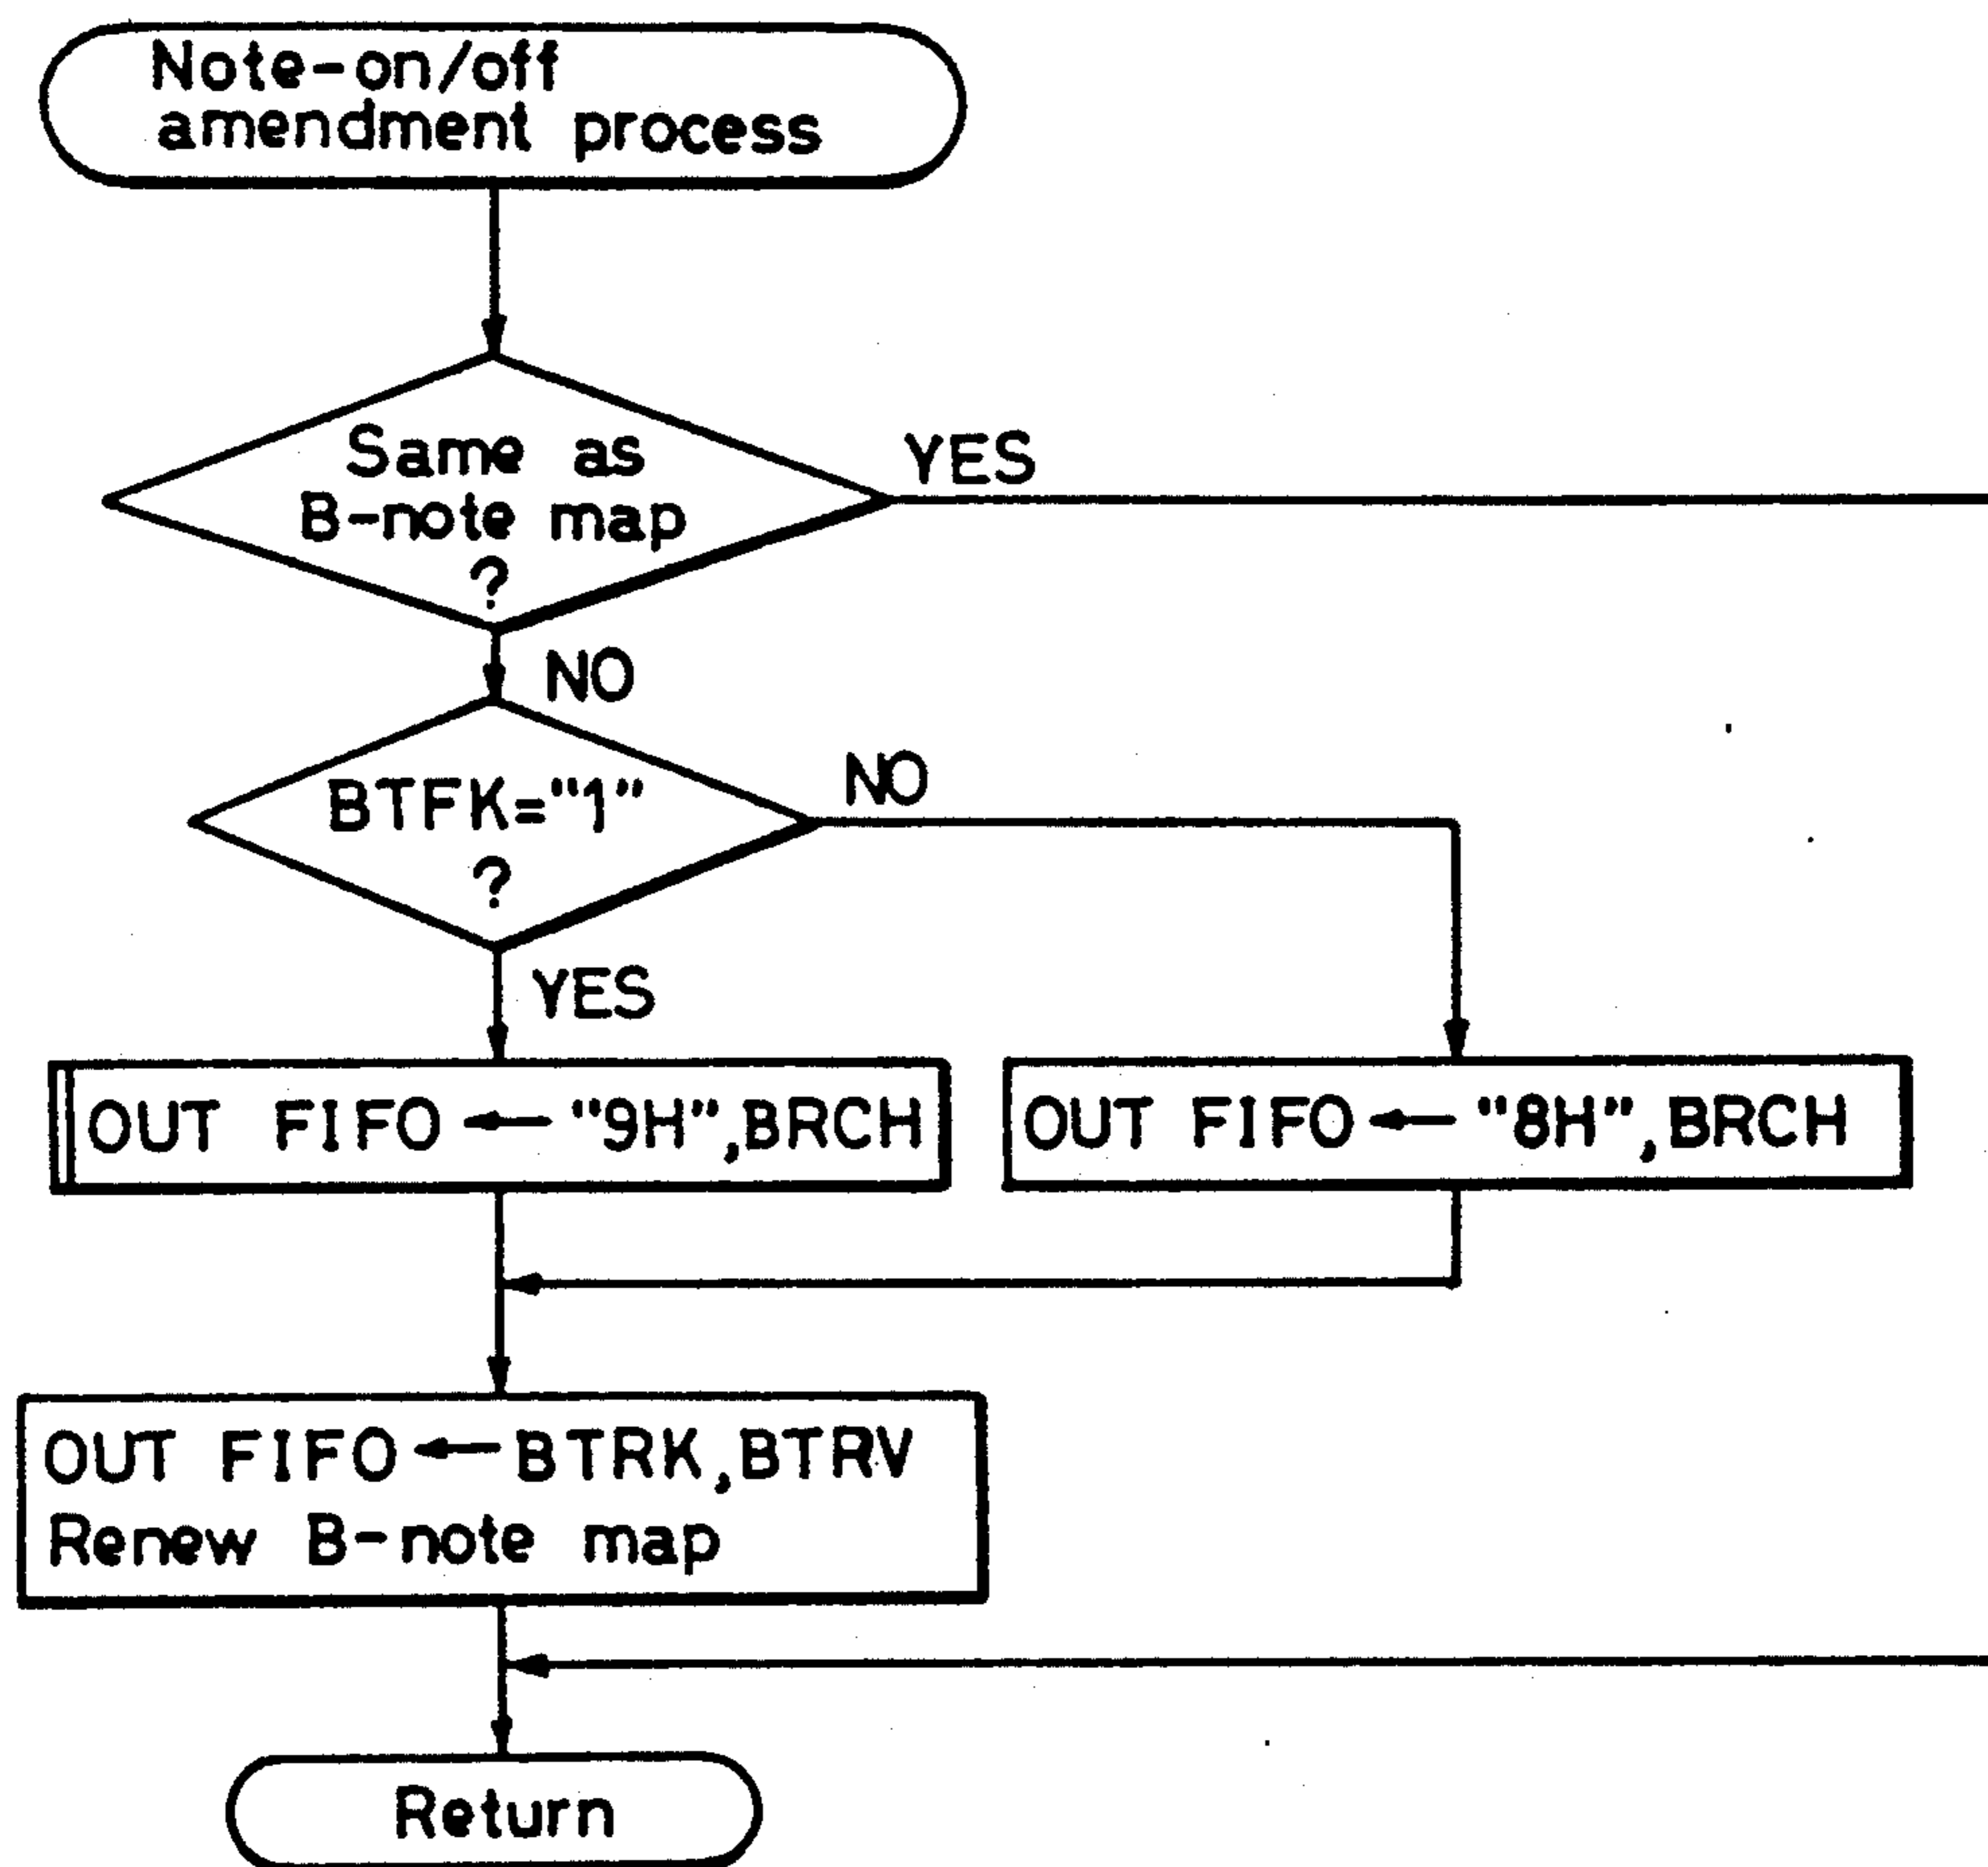 Note-on/off
amendment process
Same as
B-note map
?
YES
NO
BTFK="1"
?
NO
YES
OUT FIFO ← "9H",BRCH
OUT FIFO ← "8H",BRCH
OUT FIFO ← BTRK,BTRV
Renew B-note map
Return